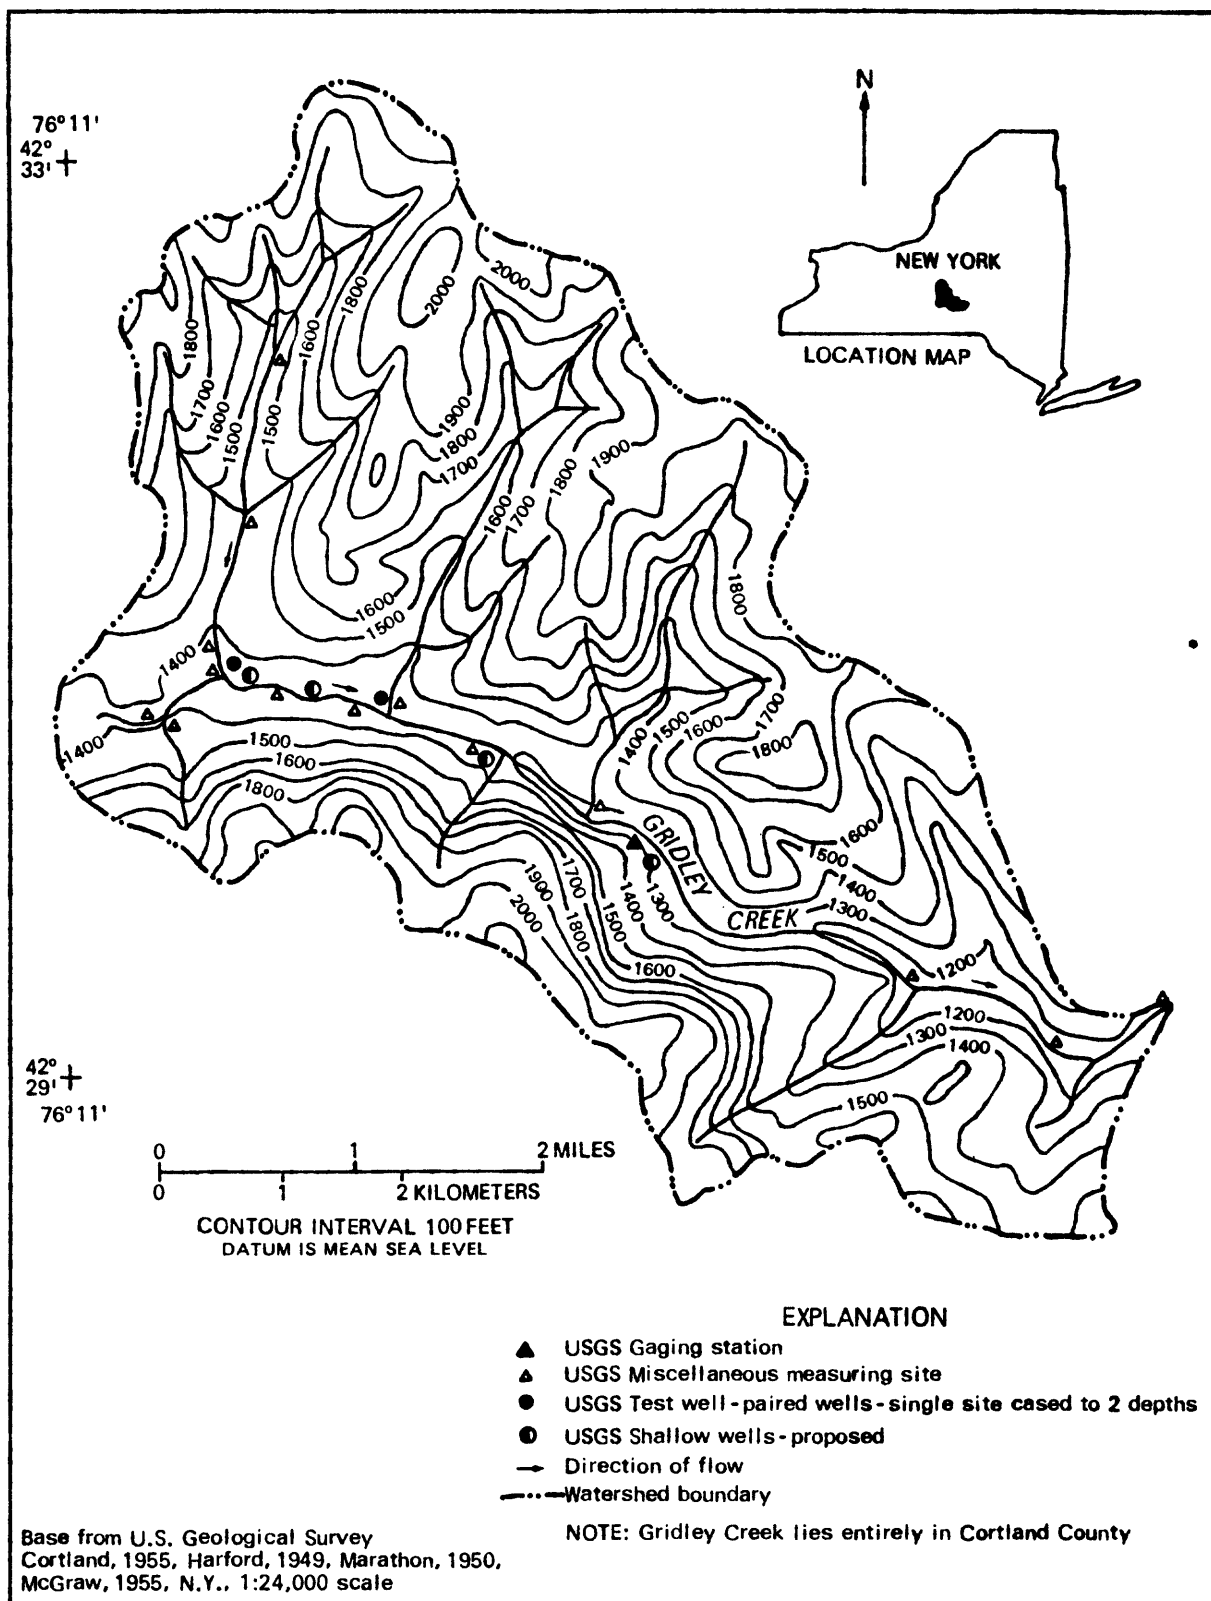 76°11'
42°
33'
N
NEW YORK
LOCATION MAP
2000
2000
1800
1800
1600
1700
1600
1500
1500
1900
1800
1700
1900
1800
1700
1600
1800
1600
1500
1400
1400
1500
1600
1800
1400
1500
1600
1700
1800
1600
1500
1400
1300
GRIDLEY
CREEK
1900
2000
1700
1800
1500
1400
1300
1600
1200
1200
1300
1400
1500
42°
29'
76°11'
0 1 2 MILES
0 1 2 KILOMETERS
CONTOUR INTERVAL 100 FEET
DATUM IS MEAN SEA LEVEL
EXPLANATION
USGS Gaging station
USGS Miscellaneous measuring site
USGS Test well-paired wells-single site cased to 2 depths
USGS Shallow wells-proposed
Direction of flow
Watershed boundary
NOTE: Gridley Creek lies entirely in Cortland County
Base from U.S. Geological Survey
Cortland, 1955, Harford, 1949, Marathon, 1950,
McGraw, 1955, N.Y., 1:24,000 scale